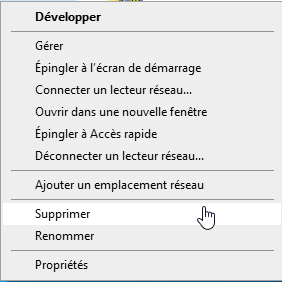 Développer
Gérer
Épingler à l'écran de démarrage
Connecter un lecteur réseau...
Ouvrir dans une nouvelle fenêtre
Épingler à Accès rapide
Déconnecter un lecteur réseau...
Ajouter un emplacement réseau
Supprimer
Renommer
Propriétés